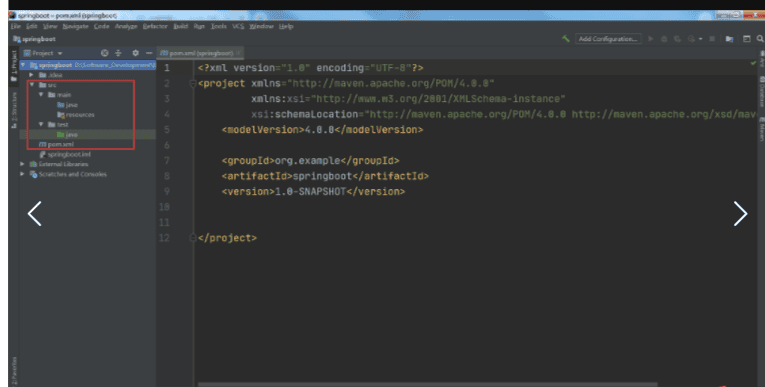 springboot – pom.xml (springboot)
File Edit View Navigate Code Analyze Refactor Build Run Tools VCS Window Help
springboot
Add Configuration...
Project
pom.xml (springboot)
springboot D:\Software_Development\
.idea
src
main
java
resources
test
java
pom.xml
springboot.iml
External Libraries
Scratches and Consoles
1 <?xml version="1.0" encoding="UTF-8"?>
2 <project xmlns="http://maven.apache.org/POM/4.0.0"
3 xmlns:xsi="http://www.w3.org/2001/XMLSchema-instance"
4 xsi:schemaLocation="http://maven.apache.org/POM/4.0.0 http://maven.apache.org/xsd/mav
5 <modelVersion>4.0.0</modelVersion>
6
7 <groupId>org.example</groupId>
8 <artifactId>springboot</artifactId>
9 <version>1.0-SNAPSHOT</version>
10
11
12 </project>
1: Project
Structure
Favorites
Ant
Database
Maven